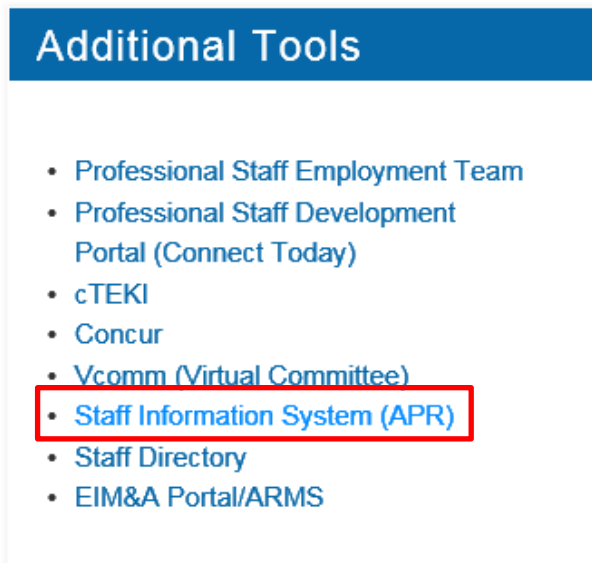 Additional Tools
• Professional Staff Employment Team
• Professional Staff Development
Portal (Connect Today)
• cTEKI
• Concur
• Vcomm (Virtual Committee)
• Staff Information System (APR)
• Staff Directory
• EIM&A Portal/ARMS